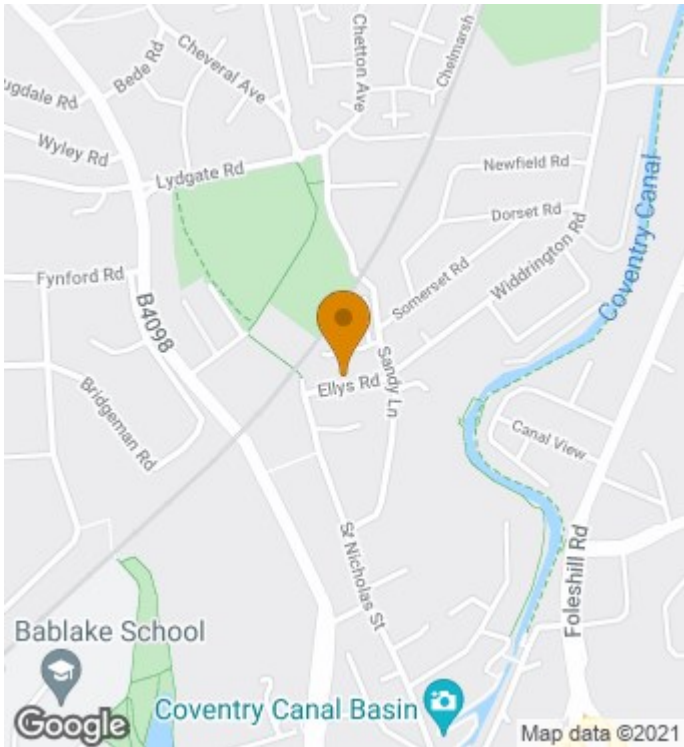 Cheveral Ave
Chetton Ave
Chelmarsh
Bede Rd
ugdale Rd
Wyley Rd
Lydgate Rd
Newfield Rd
Dorset Rd
Coventry Canal
Widdrington Rd
Somerset Rd
Fynford Rd
B4098
Sandy Ln
Ellys Rd
Bridgeman Rd
Canal View
St Nicholas St
Foleshill Rd
Bablake School
Coventry Canal Basin
Google
Map data ©2021